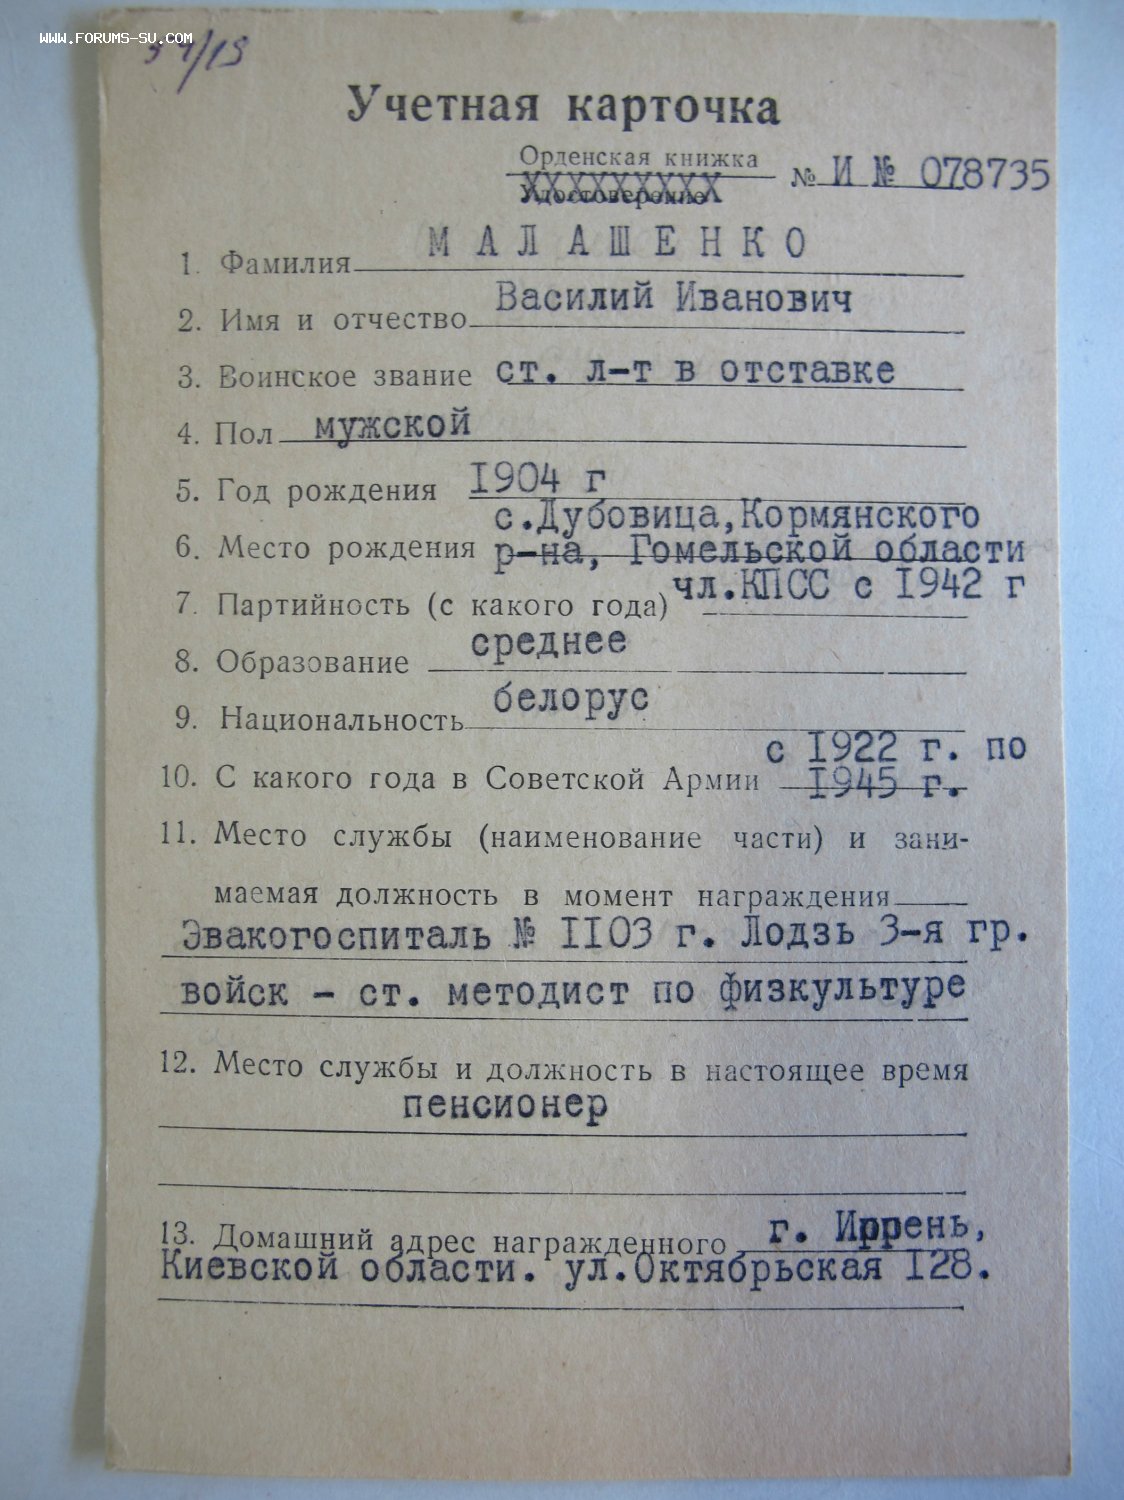 WWW.FORUMS-SU.COM
34/15
Учетная карточка
Орденская книжка
Удостоверение № И № 078735
1. Фамилия МАЛАШЕНКО
2. Имя и отчество Василий Иванович
3. Воинское звание ст. л-т в отставке
4. Пол мужской
5. Год рождения 1904 г
с.Дубовица,Кормянского
6. Место рождения р-на, Гомельской области
7. Партийность (с какого года) чл.КПСС с 1942 г
8. Образование среднее
9. Национальность белорус
с 1922 г. по
10. С какого года в Советской Армии 1945 г.
11. Место службы (наименование части) и зани-
маемая должность в момент награждения
Эвакогоспиталь № 1103 г. Лодзь 3-я гр.
войск - ст. методист по физкультуре
12. Место службы и должность в настоящее время
пенсионер
13. Домашний адрес награжденного г. Иррень,
Киевской области. ул.Октябрьская 128.